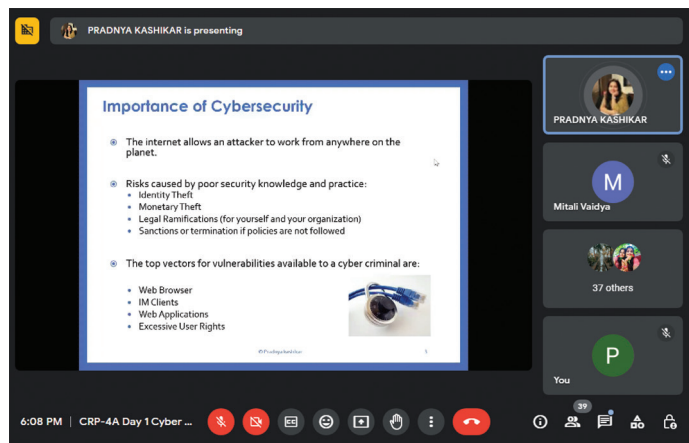 PRADNYA KASHIKAR is presenting
Importance of Cybersecurity
The internet allows an attacker to work from anywhere on the
planet.
Risks caused by poor security knowledge and practice:
Identity Theft
Monetary Theft
Legal Ramifications (for yourself and your organization)
Sanctions or termination if policies are not followed
The top vectors for vulnerabilities available to a cyber criminal are:
Web Browser
IM Clients
Web Applications
Excessive User Rights
5
PRADNYA KASHIKAR
M
Mitali Vaidya
37 others
P
You
6:08 PM | CRP-4A Day 1 Cyber ...
CC
39